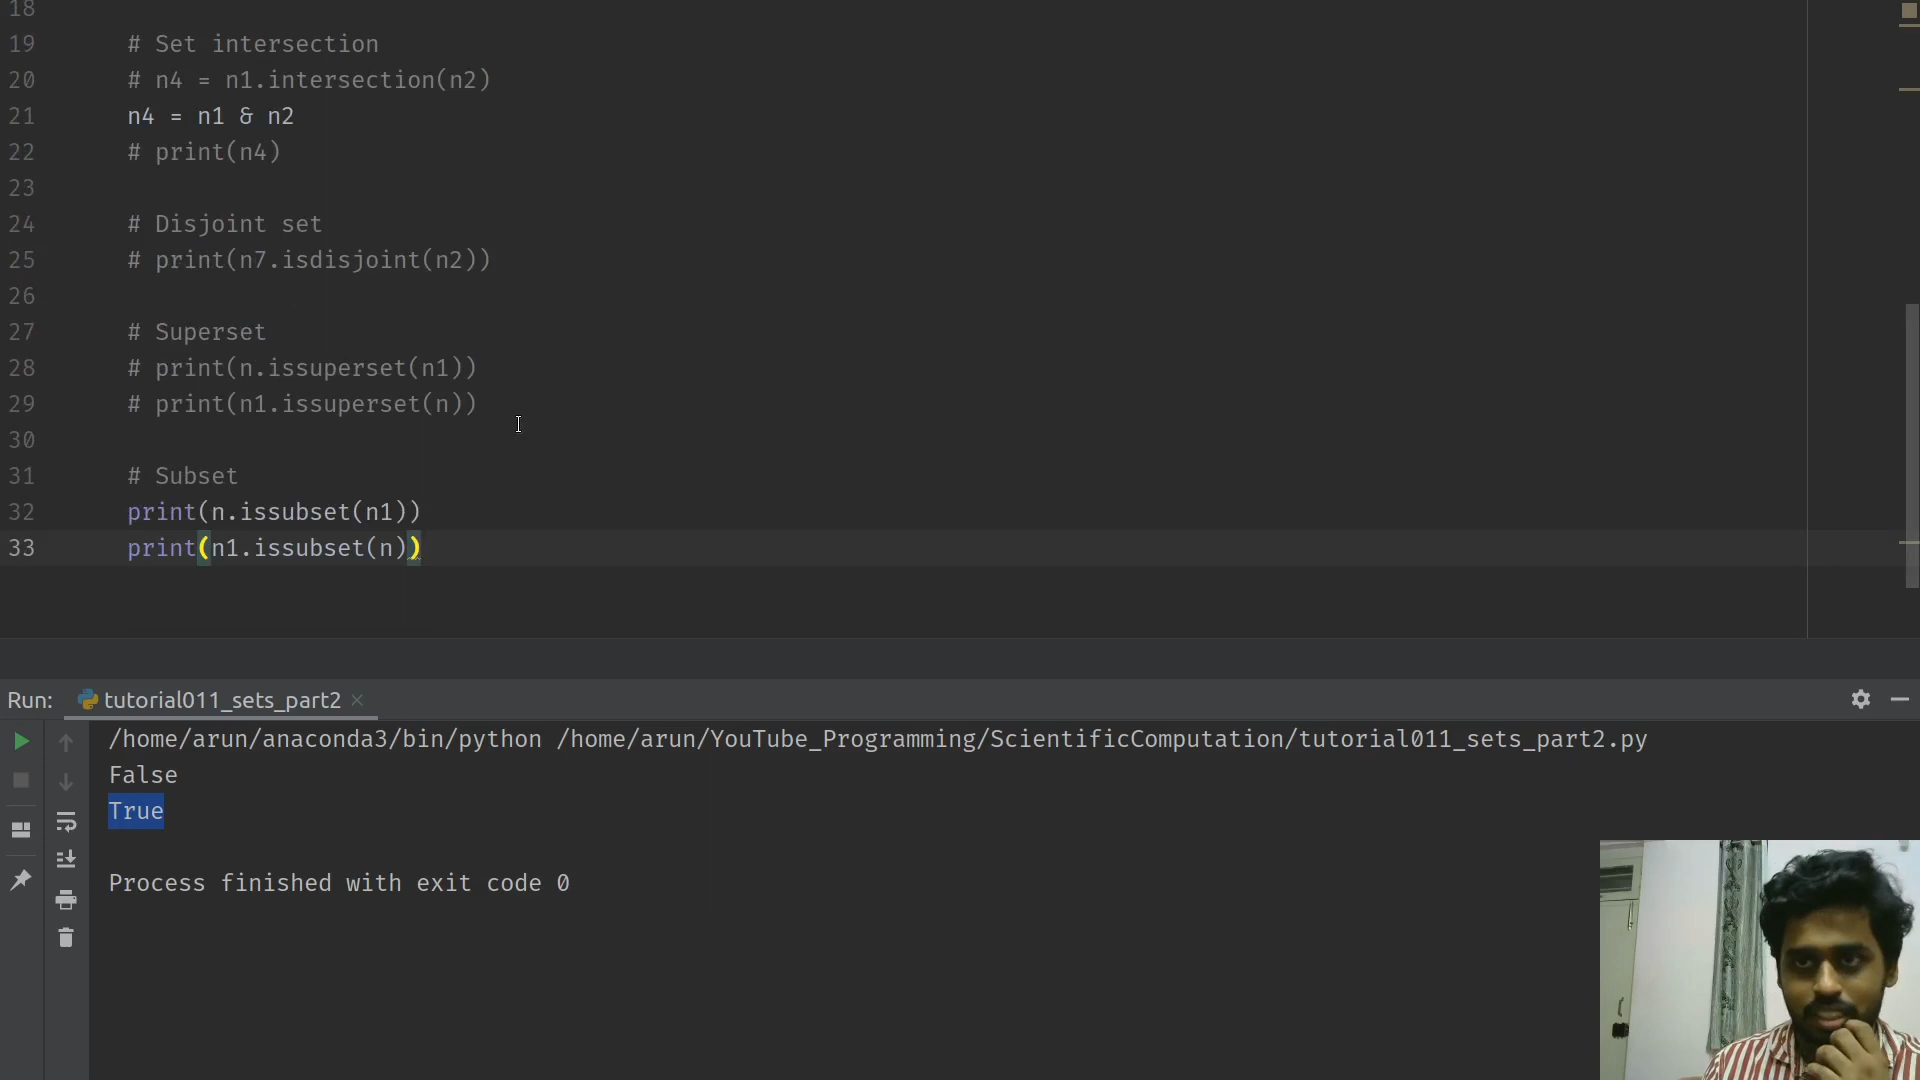 18
19 # Set intersection
20 # n4 = n1.intersection(n2)
21 n4 = n1 & n2
22 # print(n4)
23
24 # Disjoint set
25 # print(n7.isdisjoint(n2))
26
27 # Superset
28 # print(n.issuperset(n1))
29 # print(n1.issuperset(n))
30
31 # Subset
32 print(n.issubset(n1))
33 print(n1.issubset(n))
Run: tutorial011_sets_part2
/home/arun/anaconda3/bin/python /home/arun/YouTube_Programming/ScientificComputation/tutorial011_sets_part2.py
False
True
Process finished with exit code 0